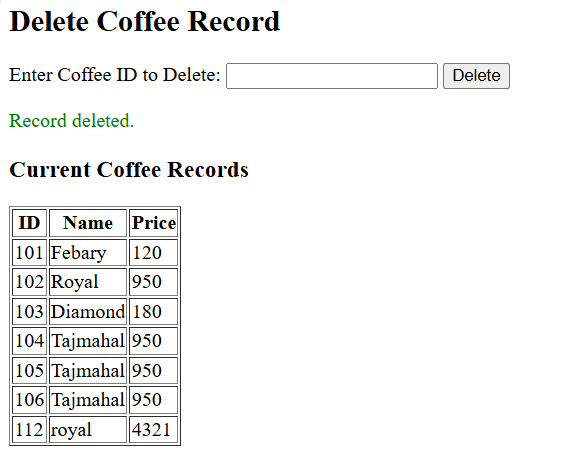 Delete Coffee Record
Enter Coffee ID to Delete: Delete
Record deleted.
Current Coffee Records
ID Name Price
101 Febary 120
102 Royal 950
103 Diamond 180
104 Tajmahal 950
105 Tajmahal 950
106 Tajmahal 950
112 royal 4321